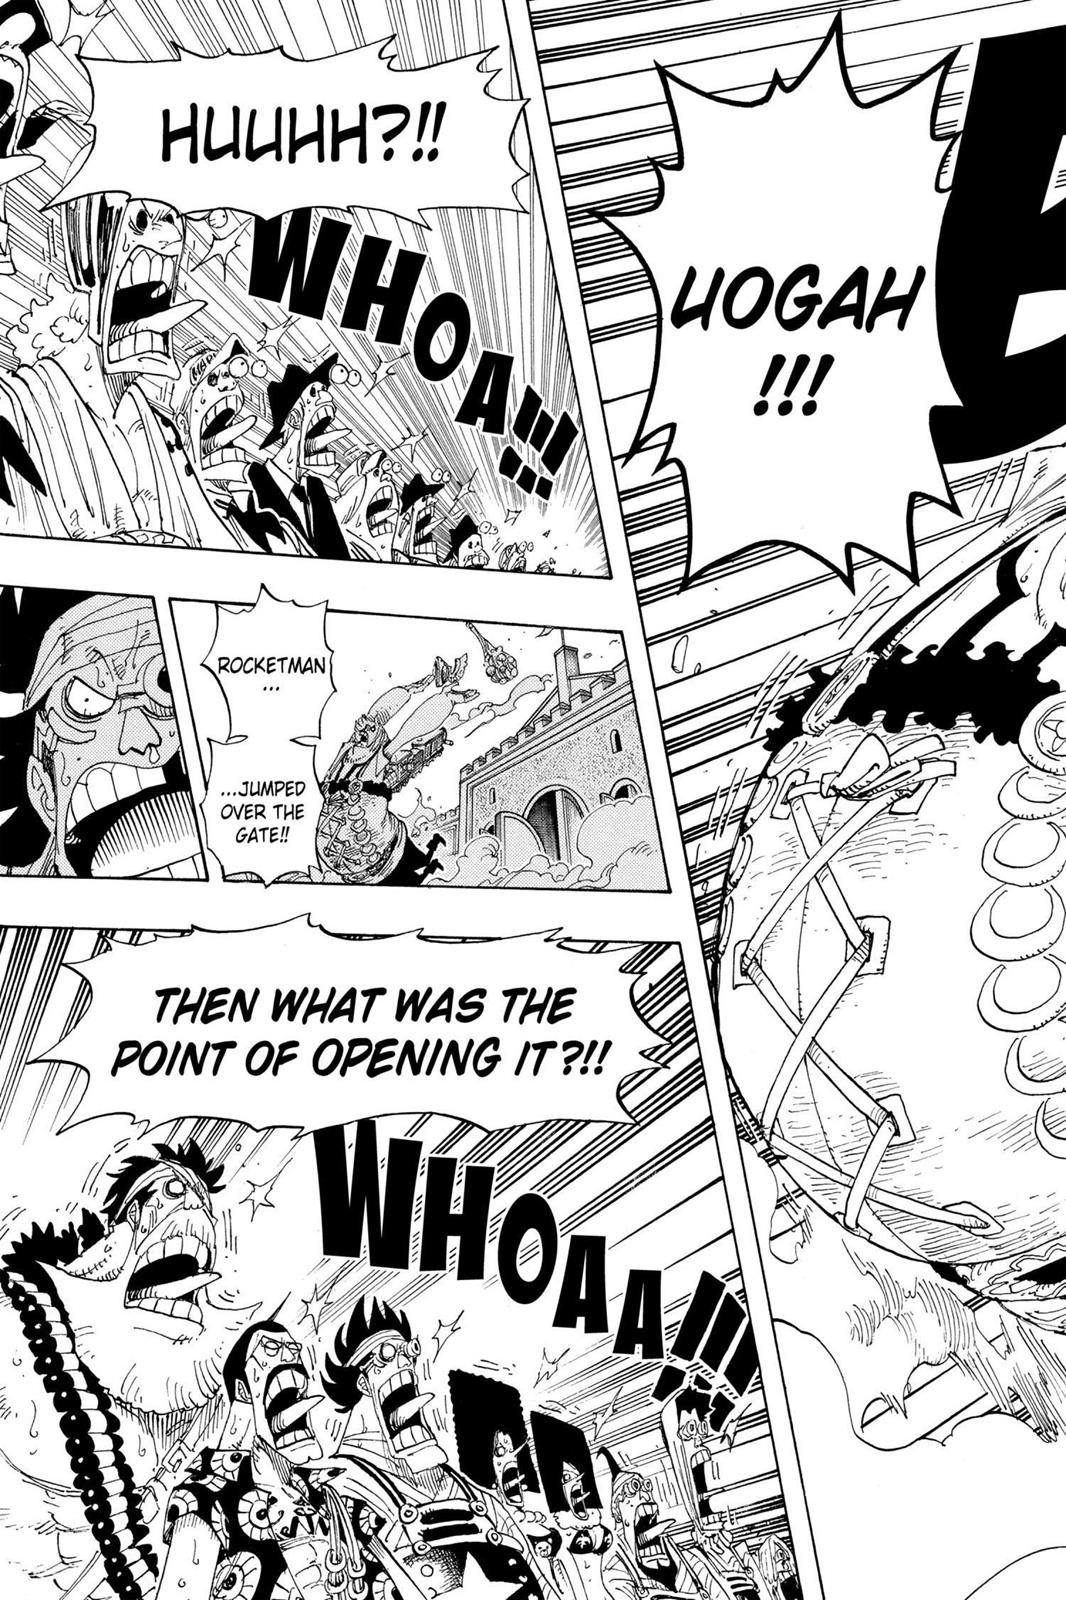 UOGAH
!!!
HUUHH?!!
WHOA!!!
ROCKETMAN
...
...JUMPED
OVER THE
GATE!!
THEN WHAT WAS THE
POINT OF OPENING IT?!!
WHOAA!!!